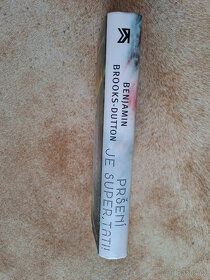 BENJAMIN
BROOKS-DUTTON
PRŠENÍ
JE SUPER, TATI!